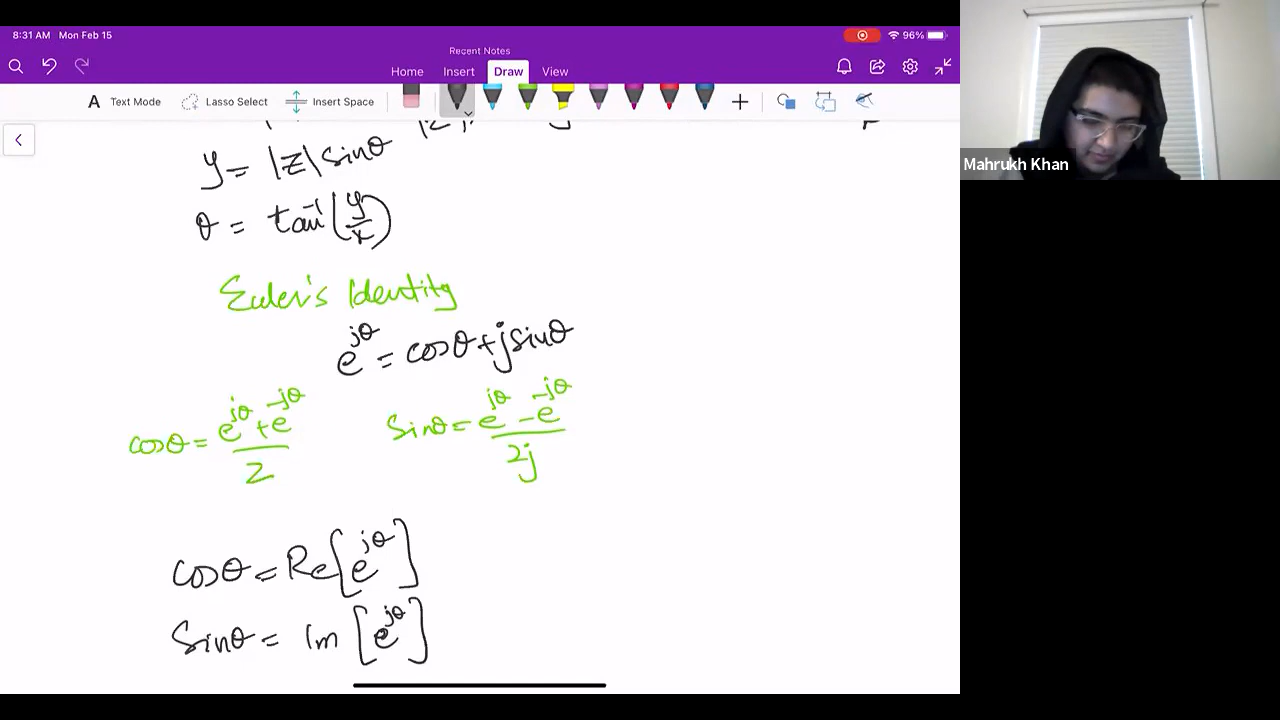 8:31 AM Mon Feb 15
96%
Recent Notes
Home Insert Draw View
Text Mode Lasso Select Insert Space
Mahrukh Khan
y = |z| sinθ
θ = tan⁻¹(y/x)
Euler's Identity
e^jθ = cosθ + j sinθ
cosθ = (e^jθ + e^-jθ)/2 sinθ = (e^jθ - e^-jθ)/2j
cosθ = Re[e^jθ]
sinθ = Im[e^jθ]